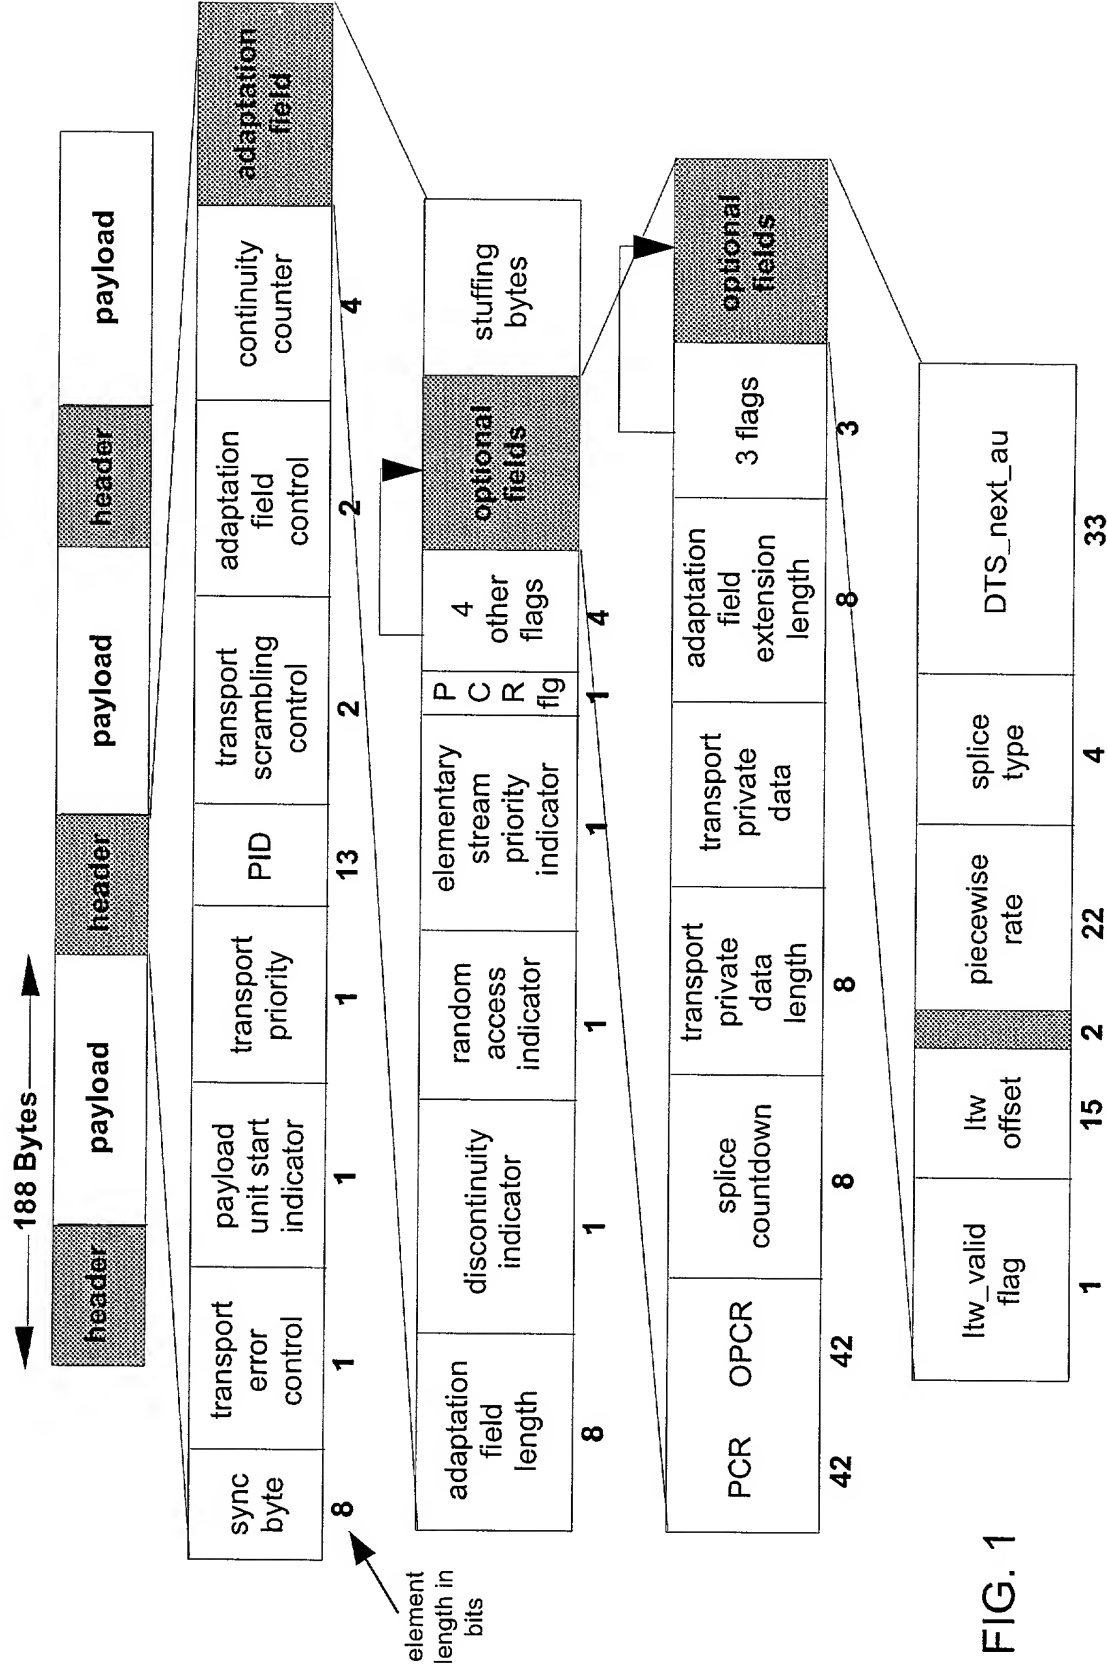 188 Bytes
header
payload
header
payload
header
payload
sync
byte
transport
error
control
payload
unit start
indicator
transport
priority
PID
transport
scrambling
control
adaptation
field
control
continuity
counter
adaptation
field
8
1
1
1
13
2
2
4
element
length in
bits
adaptation
field
length
discontinuity
indicator
random
access
indicator
elementary
stream
priority
indicator
P
C
R
flg
4
other
flags
optional
fields
stuffing
bytes
8
1
1
1
1
4
PCR OPCR
splice
countdown
transport
private
data
length
transport
private
data
adaptation
field
extension
length
3 flags
optional
fields
42
42
8
8
8
3
ltw_valid
flag
ltw
offset
piecewise
rate
splice
type
DTS_next_au
1
15
2
22
4
33
FIG. 1